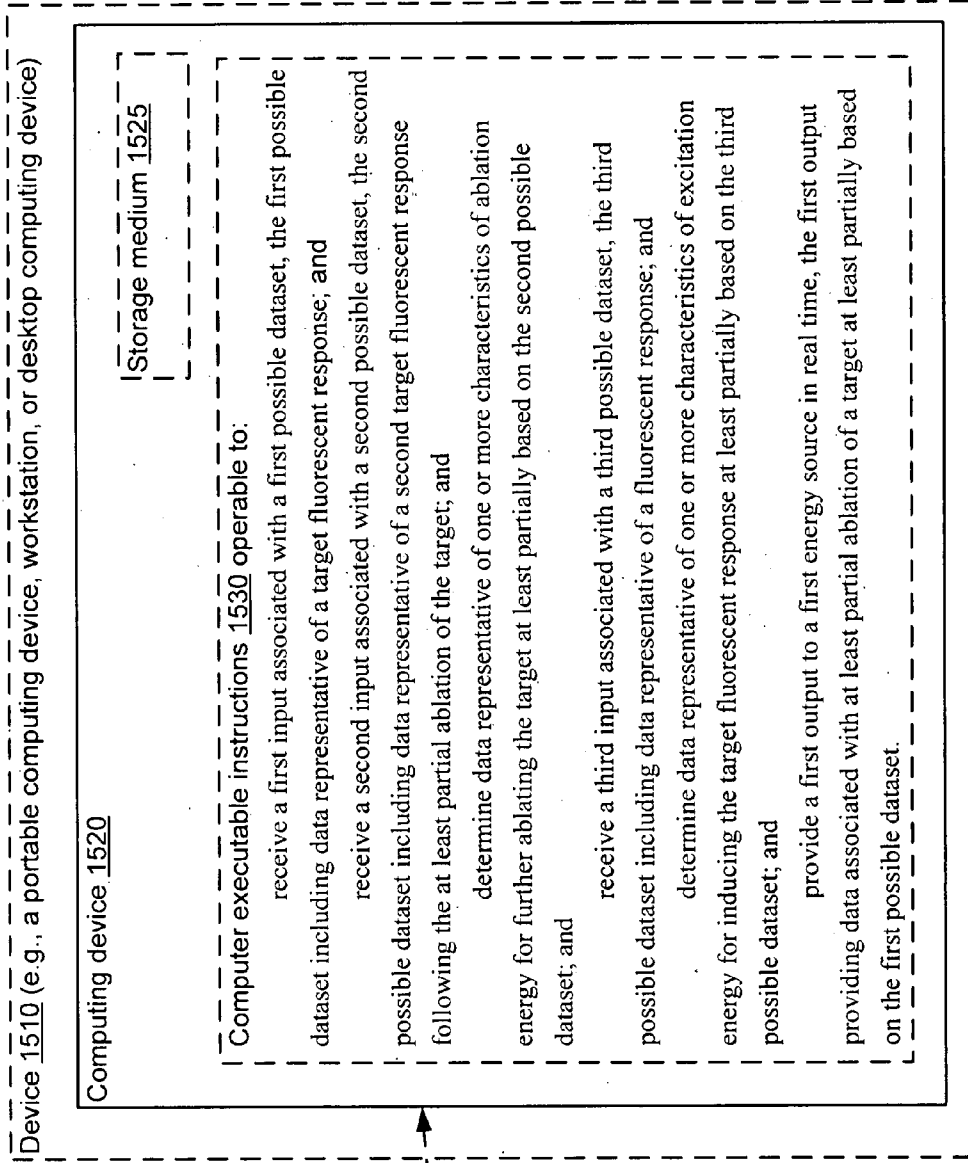 Device 1510 (e.g., a portable computing device, workstation, or desktop computing device)
Computing device 1520
Storage medium 1525
Computer executable instructions 1530 operable to:
receive a first input associated with a first possible dataset, the first possible
dataset including data representative of a target fluorescent response; and
receive a second input associated with a second possible dataset, the second
possible dataset including data representative of a second target fluorescent response
following the at least partial ablation of the target; and
determine data representative of one or more characteristics of ablation
energy for further ablating the target at least partially based on the second possible
dataset; and
receive a third input associated with a third possible dataset, the third
possible dataset including data representative of a fluorescent response; and
determine data representative of one or more characteristics of excitation
energy for inducing the target fluorescent response at least partially based on the third
possible dataset; and
provide a first output to a first energy source in real time, the first output
providing data associated with at least partial ablation of a target at least partially based
on the first possible dataset.